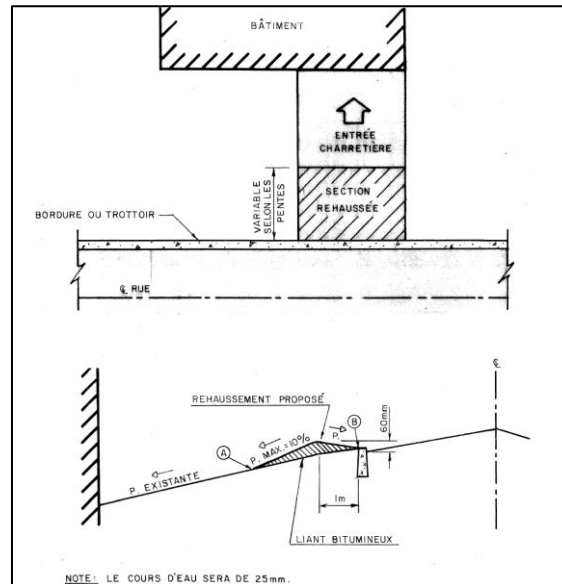 BÂTIMENT
ENTRÉE
CHARRETIÈRE
VARIABLE
SELON LES
PENTES
SECTION
REHAUSSÉE
BORDURE OU TROTTOIR
℄ RUE
℄
REHAUSSEMENT PROPOSÉ
P.
B
60mm
P. MAX.=10%
A
P. EXISTANTE
1m
LIANT BITUMINEUX
NOTE: LE COURS D'EAU SERA DE 25mm.